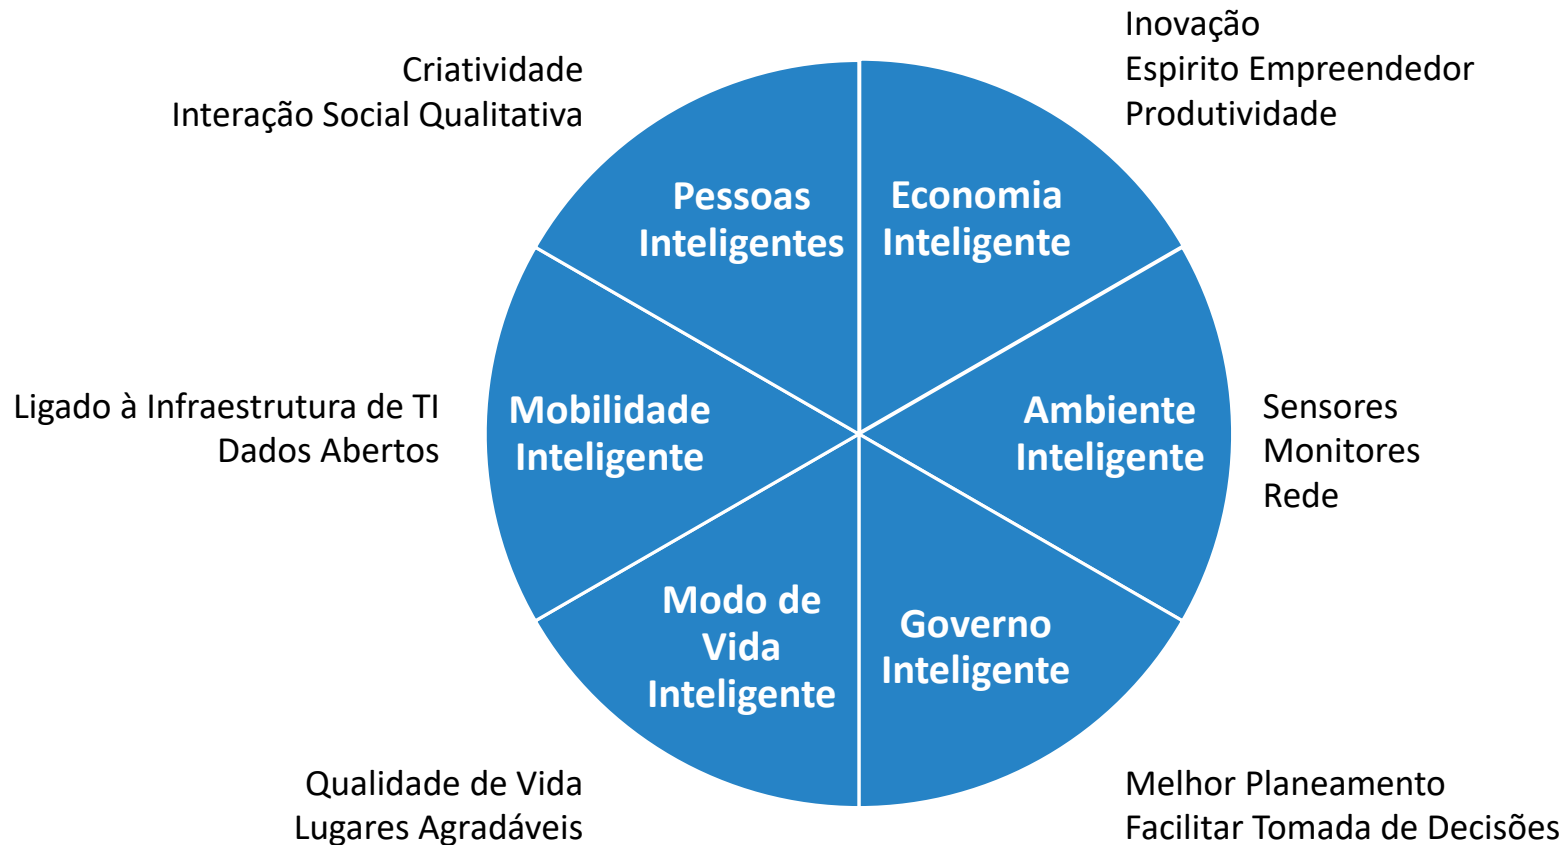 Inovação
Espirito Empreendedor
Produtividade
Criatividade
Interação Social Qualitativa
Pessoas
Inteligentes
Economia
Inteligente
Ligado à Infraestrutura de TI
Dados Abertos
Mobilidade
Inteligente
Ambiente
Inteligente
Sensores
Monitores
Rede
Modo de
Vida
Inteligente
Governo
Inteligente
Qualidade de Vida
Lugares Agradáveis
Melhor Planeamento
Facilitar Tomada de Decisões